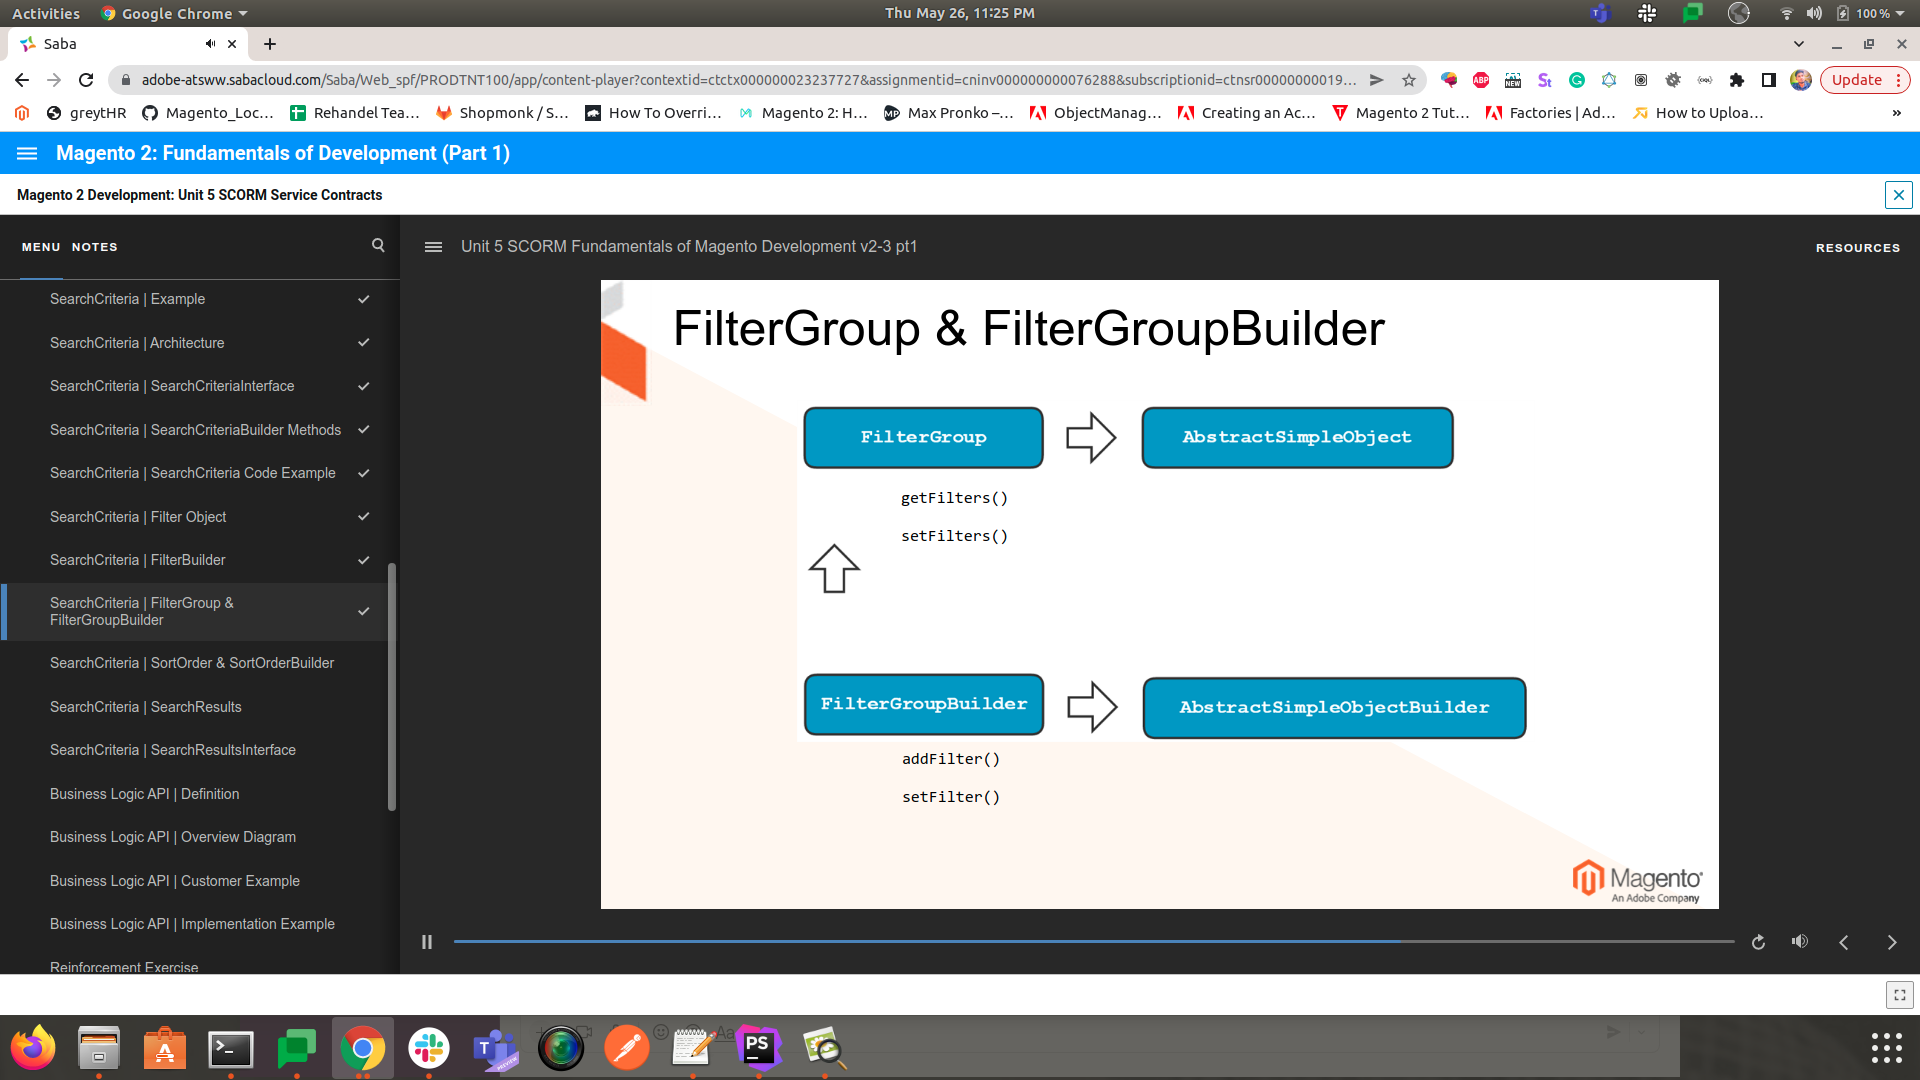 Activities
Google Chrome
Thu May 26, 11:25 PM
100 %
Saba
adobe-atsww.sabacloud.com/Saba/Web_spf/PRODTNT100/app/content-player?contextid=ctctx000000023237727&assignmentid=cninv000000000076288&subscriptionid=ctnsr00000000019...
ABP
NEW
St
Update
greytHR
Magento_Loc...
Rehandel Tea...
Shopmonk / S...
How To Overri...
Magento 2: H...
Max Pronko –...
ObjectManag...
Creating an Ac...
Magento 2 Tut...
Factories | Ad...
How to Uploa...
»
Magento 2: Fundamentals of Development (Part 1)
Magento 2 Development: Unit 5 SCORM Service Contracts
MENU NOTES
Unit 5 SCORM Fundamentals of Magento Development v2-3 pt1
RESOURCES
SearchCriteria | Example
SearchCriteria | Architecture
SearchCriteria | SearchCriteriaInterface
SearchCriteria | SearchCriteriaBuilder Methods
SearchCriteria | SearchCriteria Code Example
SearchCriteria | Filter Object
SearchCriteria | FilterBuilder
SearchCriteria | FilterGroup &
FilterGroupBuilder
SearchCriteria | SortOrder & SortOrderBuilder
SearchCriteria | SearchResults
SearchCriteria | SearchResultsInterface
Business Logic API | Definition
Business Logic API | Overview Diagram
Business Logic API | Customer Example
Business Logic API | Implementation Example
Reinforcement Exercise
FilterGroup & FilterGroupBuilder
FilterGroup
AbstractSimpleObject
getFilters()
setFilters()
FilterGroupBuilder
AbstractSimpleObjectBuilder
addFilter()
setFilter()
Magento
An Adobe Company
PS